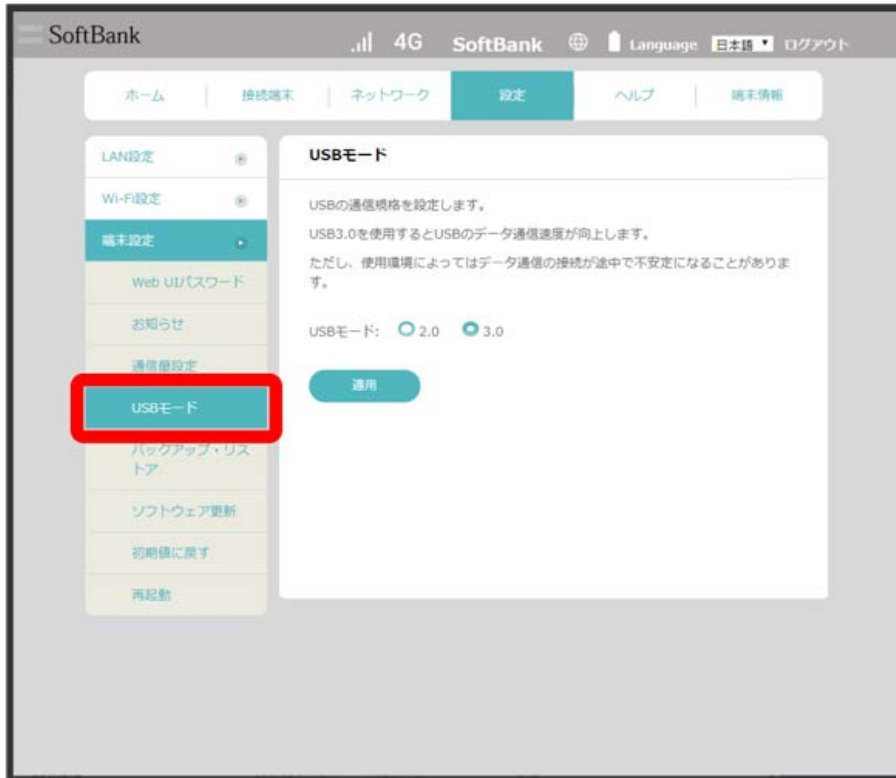 SoftBank
4G SoftBank Language 日本語 ログアウト
ホーム 接続端末 ネットワーク 設定 ヘルプ 端末情報
LAN設定
Wi-Fi設定
端末設定
Web UIパスワード
お知らせ
通信量設定
USBモード
バックアップ・リス
トア
ソフトウェア更新
初期値に戻す
再起動
USBモード
USBの通信規格を設定します。
USB3.0を使用するとUSBのデータ通信速度が向上します。
ただし、使用環境によってはデータ通信の接続が途中で不安定になることがありま
す。
USBモード: 2.0 3.0
適用